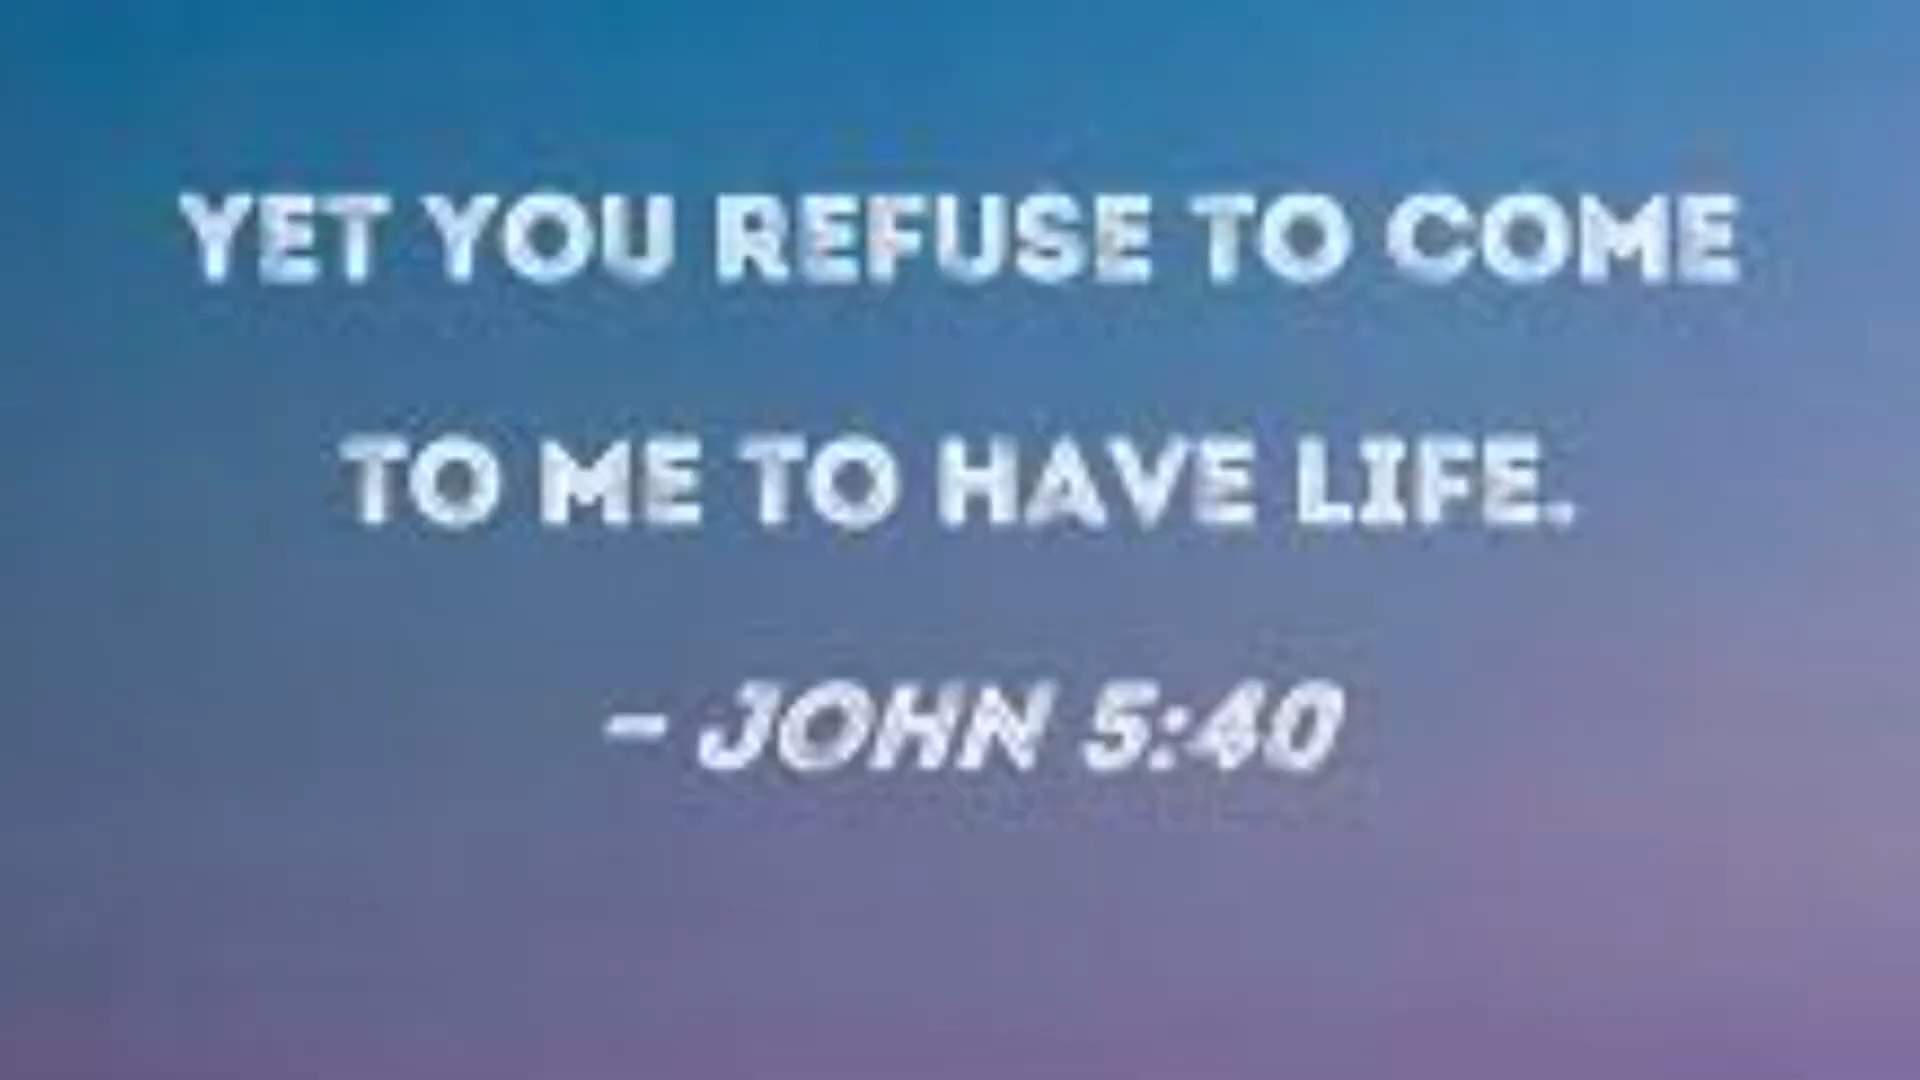 YET YOU REFUSE TO COME
TO ME TO HAVE LIFE.
– JOHN 5:40